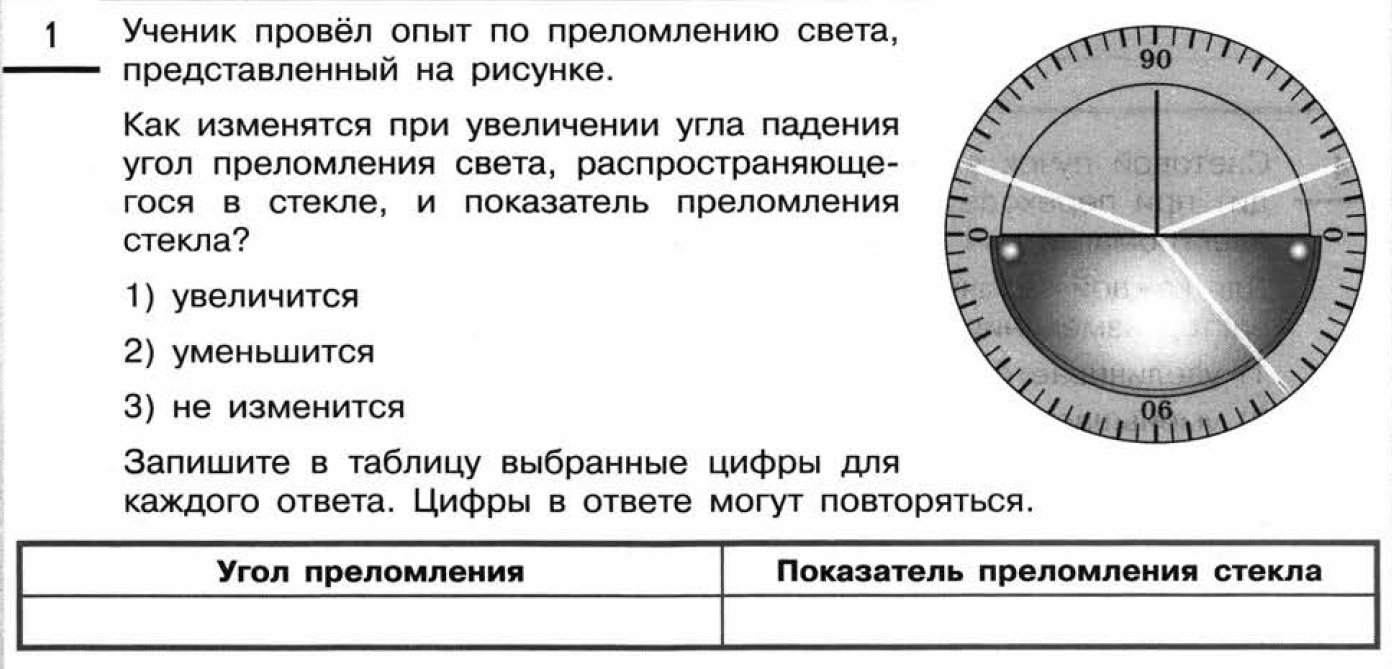 1 Ученик провёл опыт по преломлению света,
представленный на рисунке.
Как изменятся при увеличении угла падения
угол преломления света, распространяюще-
гося в стекле, и показатель преломления
стекла?
1) увеличится
2) уменьшится
3) не изменится
Запишите в таблицу выбранные цифры для
каждого ответа. Цифры в ответе могут повторяться.
90
0 0
90
Угол преломления Показатель преломления стекла